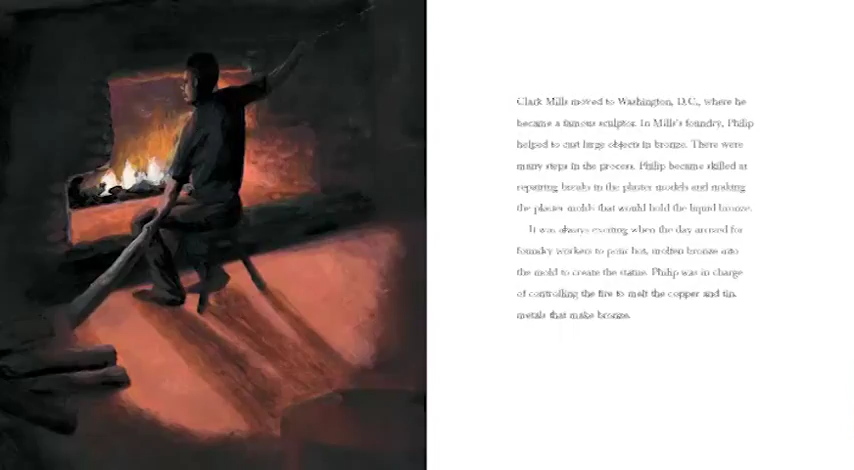 Clark Mills moved to Washington, D.C., where he
became a famous sculptor. In Mills's foundry, Philip
helped to cast large objects in bronze. There were
many steps in the process. Philip became skilled at
repairing breaks in the plaster models and making
the plaster molds that would hold the liquid bronze.
It was always exciting when the day arrived for
foundry workers to pour hot, molten bronze into
the mold to create the statue. Philip was in charge
of controlling the fire to melt the copper and tin,
metals that make bronze.